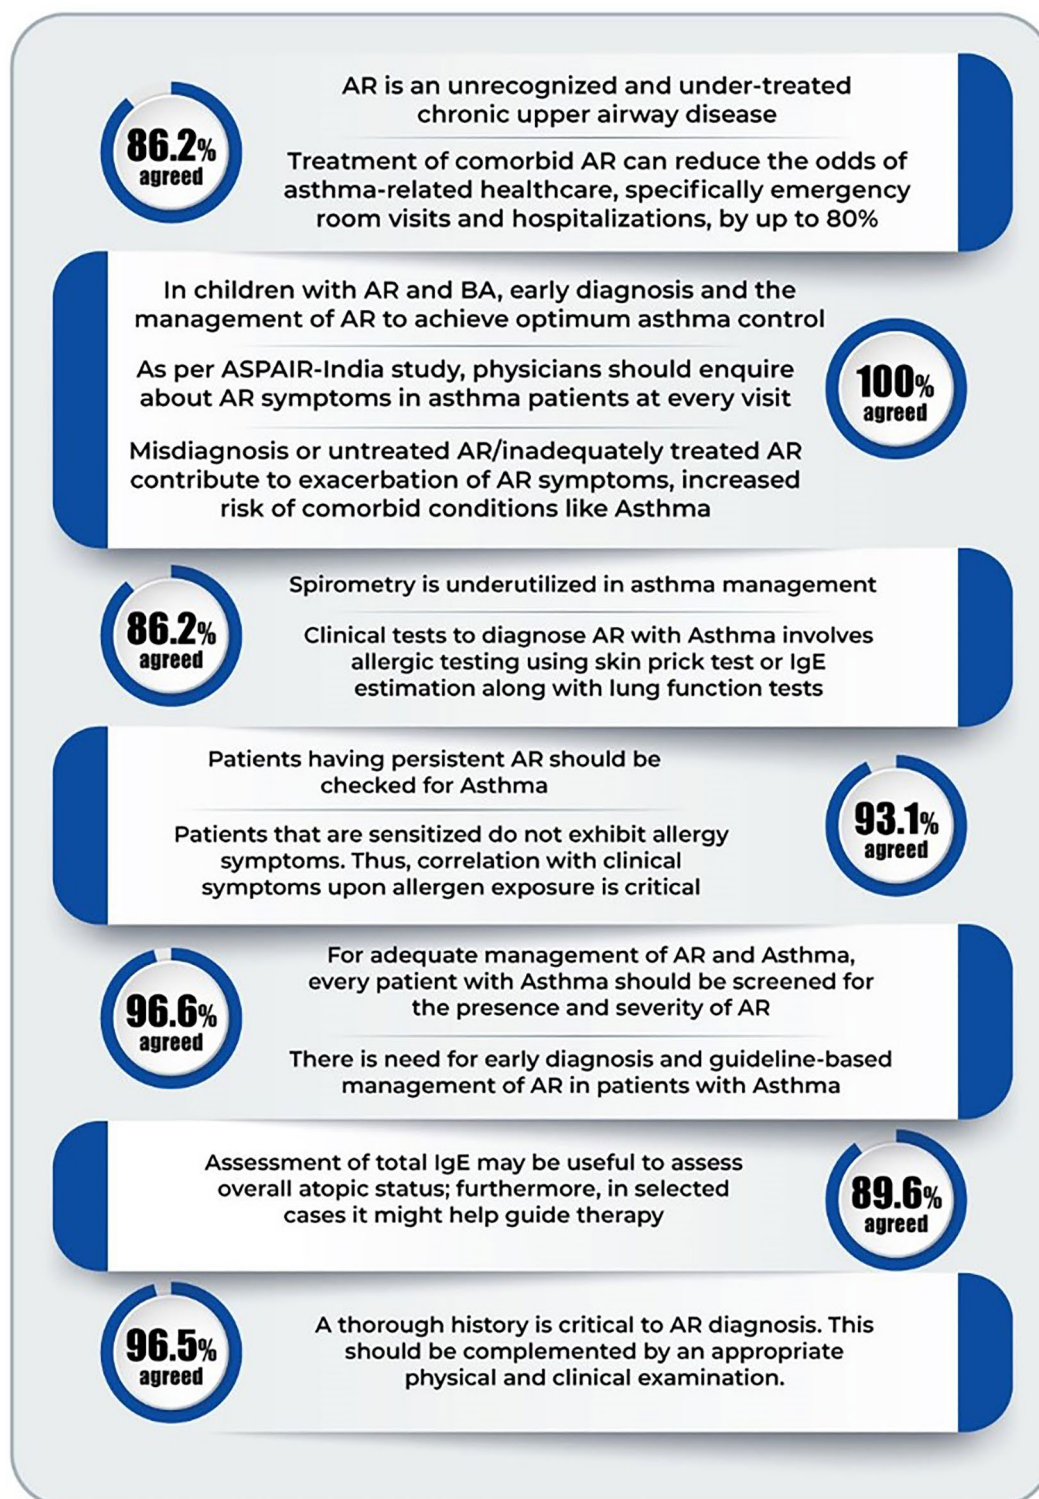 86.2%
agreed
AR is an unrecognized and under-treated
chronic upper airway disease
Treatment of comorbid AR can reduce the odds of
asthma-related healthcare, specifically emergency
room visits and hospitalizations, by up to 80%
In children with AR and BA, early diagnosis and the
management of AR to achieve optimum asthma control
As per ASPAIR-India study, physicians should enquire
about AR symptoms in asthma patients at every visit
Misdiagnosis or untreated AR/inadequately treated AR
contribute to exacerbation of AR symptoms, increased
risk of comorbid conditions like Asthma
100%
agreed
86.2%
agreed
Spirometry is underutilized in asthma management
Clinical tests to diagnose AR with Asthma involves
allergic testing using skin prick test or IgE
estimation along with lung function tests
Patients having persistent AR should be
checked for Asthma
Patients that are sensitized do not exhibit allergy
symptoms. Thus, correlation with clinical
symptoms upon allergen exposure is critical
93.1%
agreed
96.6%
agreed
For adequate management of AR and Asthma,
every patient with Asthma should be screened for
the presence and severity of AR
There is need for early diagnosis and guideline-based
management of AR in patients with Asthma
Assessment of total IgE may be useful to assess
overall atopic status; furthermore, in selected
cases it might help guide therapy
89.6%
agreed
96.5%
agreed
A thorough history is critical to AR diagnosis. This
should be complemented by an appropriate
physical and clinical examination.